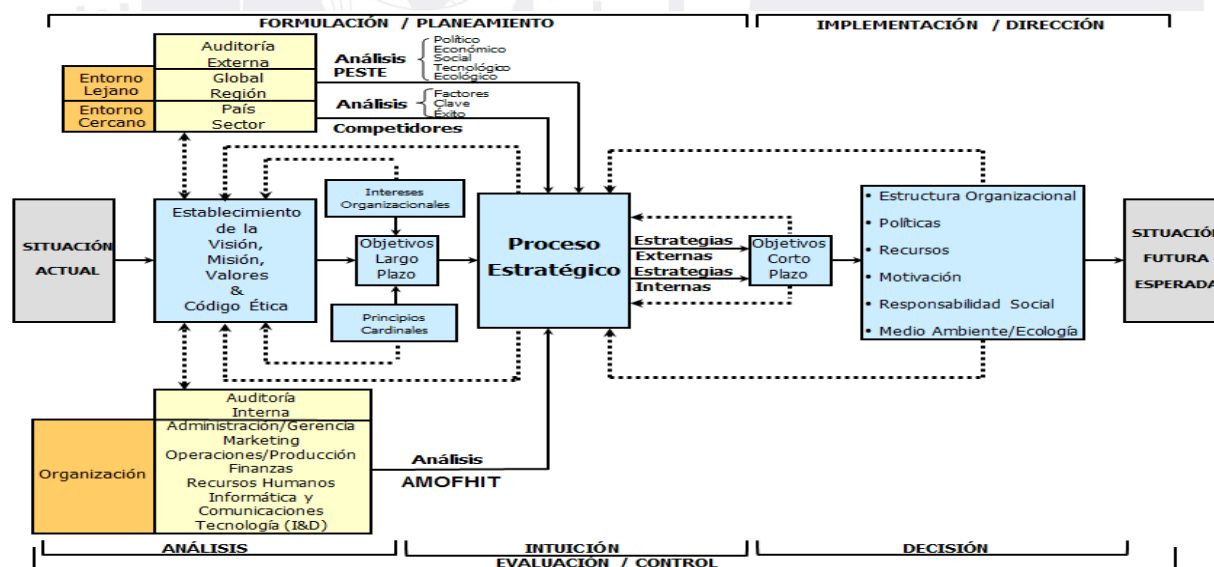 FORMULACIÓN / PLANEAMIENTO
IMPLEMENTACIÓN / DIRECCIÓN
Auditoría
Externa
Entorno
Lejano
Global
Región
Entorno
Cercano
País
Sector
Análisis
PESTE
Político
Económico
Social
Tecnológico
Ecológico
Análisis
Factores
Clave
Éxito
Competidores
SITUACIÓN
ACTUAL
Establecimiento
de la
Visión,
Misión,
Valores
&
Código Ética
Intereses
Organizacionales
Objetivos
Largo
Plazo
Principios
Cardinales
Proceso
Estratégico
Estrategias
Externas
Estrategias
Internas
Objetivos
Corto
Plazo
• Estructura Organizacional
• Políticas
• Recursos
• Motivación
• Responsabilidad Social
• Medio Ambiente/Ecología
SITUACIÓN
FUTURA
ESPERADA
Auditoría
Interna
Organización
Administración/Gerencia
Marketing
Operaciones/Producción
Finanzas
Recursos Humanos
Informática y
Comunicaciones
Tecnología (I&D)
Análisis
AMOFHIT
ANÁLISIS
INTUICIÓN
DECISIÓN
EVALUACIÓN / CONTROL